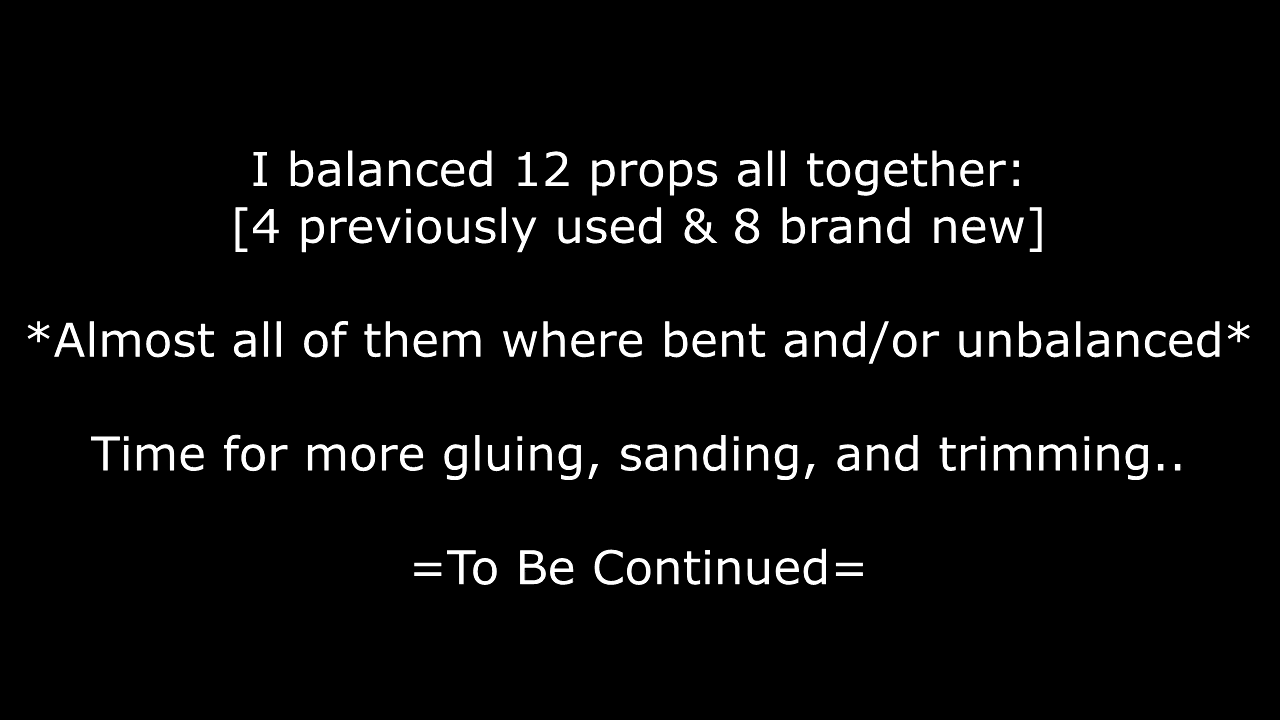 I balanced 12 props all together:
[4 previously used & 8 brand new]
*Almost all of them where bent and/or unbalanced*
Time for more gluing, sanding, and trimming..
=To Be Continued=